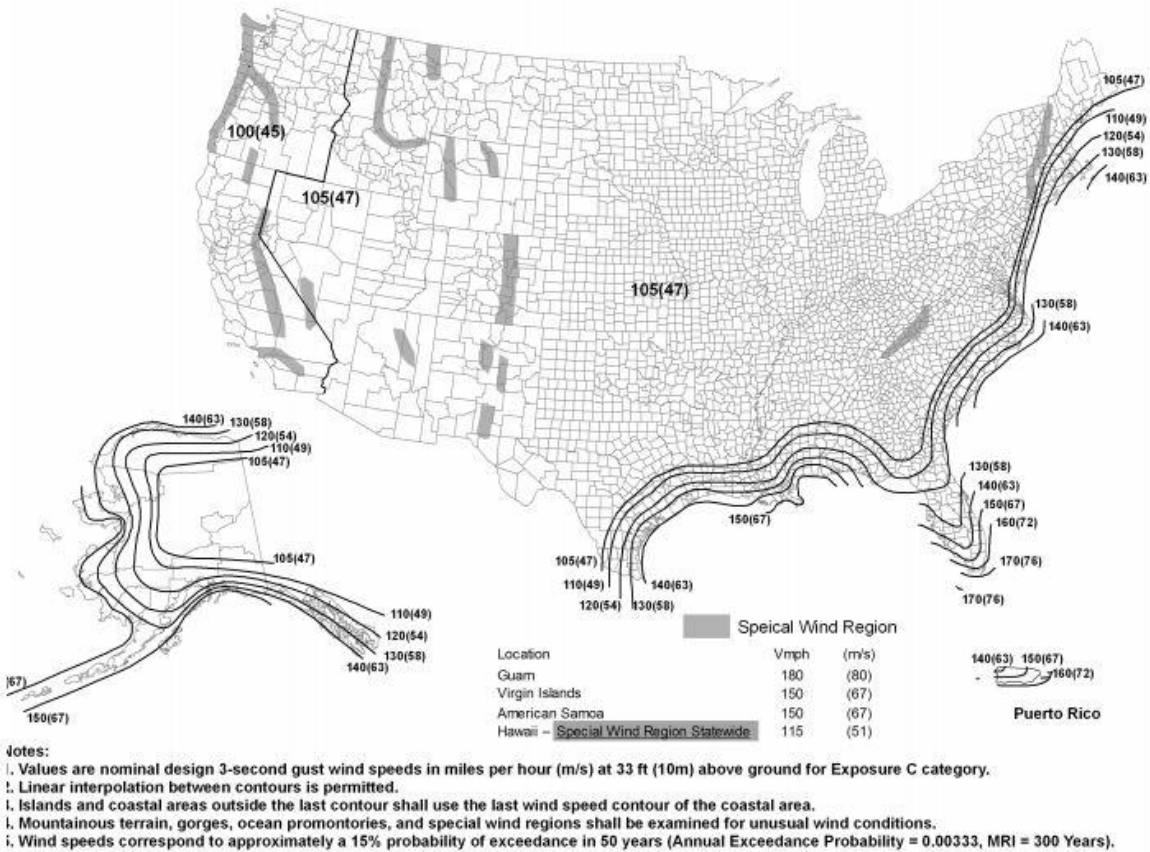 105(47)
110(49)
120(54)
130(58)
140(63)
100(45)
105(47)
105(47)
130(58)
140(63)
140(63) 130(58)
120(54)
110(49)
105(47)
130(58)
140(63)
150(67)
160(72)
170(76)
170(76)
150(67)
105(47)
110(49)
120(54) 130(58)
140(63)
105(47)
110(49)
120(54)
130(58)
140(63)
(67)
150(67)
Speical Wind Region
Location Vmph (m/s)
Guam 180 (80)
Virgin Islands 150 (67)
American Samoa 150 (67)
Hawaii – Special Wind Region Statewide 115 (51)
140(63) 150(67)
160(72)
Puerto Rico
Notes:
1. Values are nominal design 3-second gust wind speeds in miles per hour (m/s) at 33 ft (10m) above ground for Exposure C category.
2. Linear interpolation between contours is permitted.
3. Islands and coastal areas outside the last contour shall use the last wind speed contour of the coastal area.
4. Mountainous terrain, gorges, ocean promontories, and special wind regions shall be examined for unusual wind conditions.
5. Wind speeds correspond to approximately a 15% probability of exceedance in 50 years (Annual Exceedance Probability = 0.00333, MRI = 300 Years).